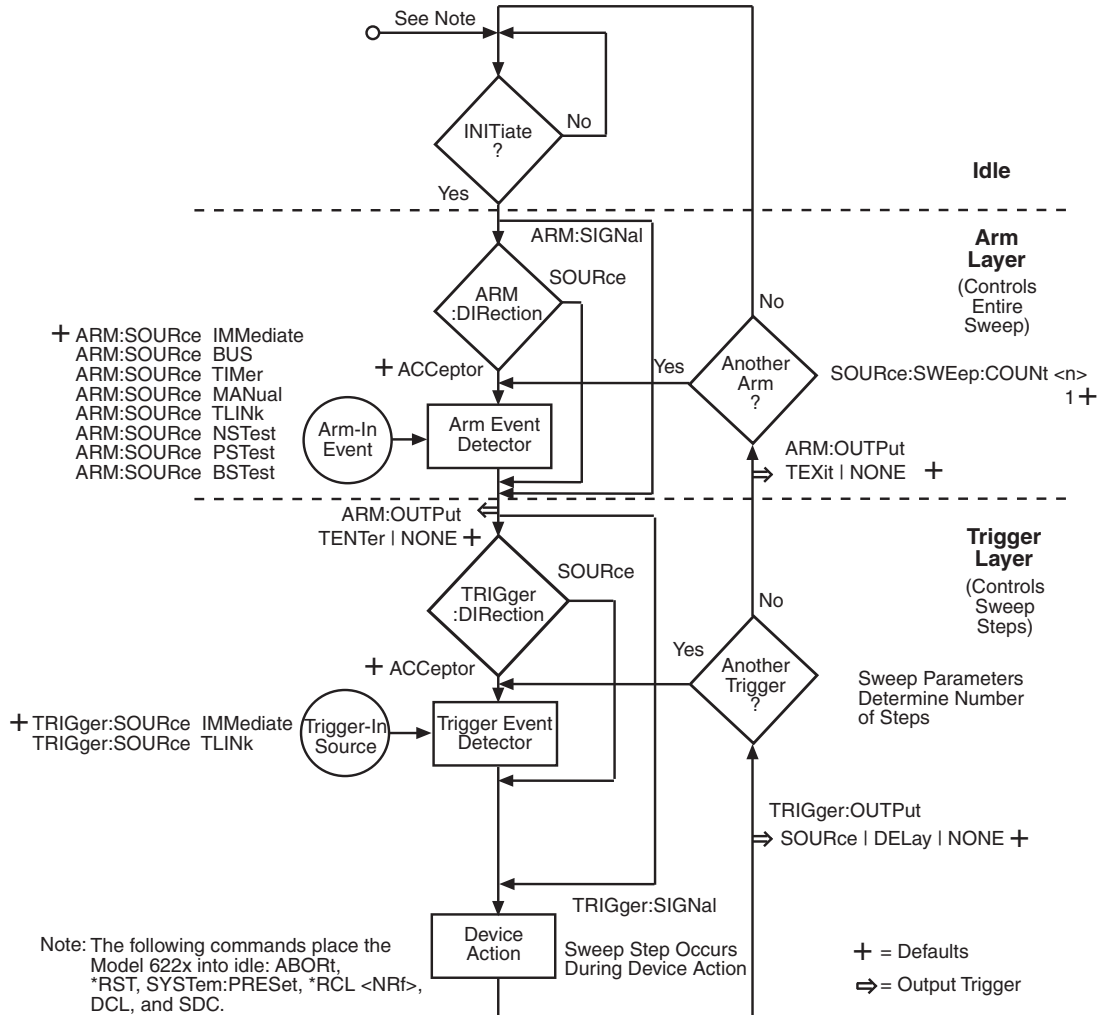 See Note
INITiate
?
No
Yes
Idle
ARM:SIGNal
Arm
Layer
(Controls
Entire
Sweep)
SOURce
ARM
:DIRection
No
+ ARM:SOURce IMMediate
ARM:SOURce BUS
ARM:SOURce TIMer
ARM:SOURce MANual
ARM:SOURce TLINk
ARM:SOURce NSTest
ARM:SOURce PSTest
ARM:SOURce BSTest
+ ACCeptor
Yes
Another
Arm
?
SOURce:SWEep:COUNt <n>
1 +
Arm-In
Event
Arm Event
Detector
ARM:OUTPut
TEXit | NONE +
ARM:OUTPut
TENTer | NONE +
Trigger
Layer
(Controls
Sweep
Steps)
SOURce
TRIGger
:DIRection
No
+ ACCeptor
Yes
Another
Trigger
?
Sweep Parameters
Determine Number
of Steps
+ TRIGger:SOURce IMMediate
TRIGger:SOURce TLINk
Trigger-In
Source
Trigger Event
Detector
TRIGger:OUTPut
SOURce | DELay | NONE +
TRIGger:SIGNal
Device
Action
Sweep Step Occurs
During Device Action
Note: The following commands place the
Model 622x into idle: ABORt,
*RST, SYSTem:PRESet, *RCL <NRf>,
DCL, and SDC.
+ = Defaults
⇨ = Output Trigger